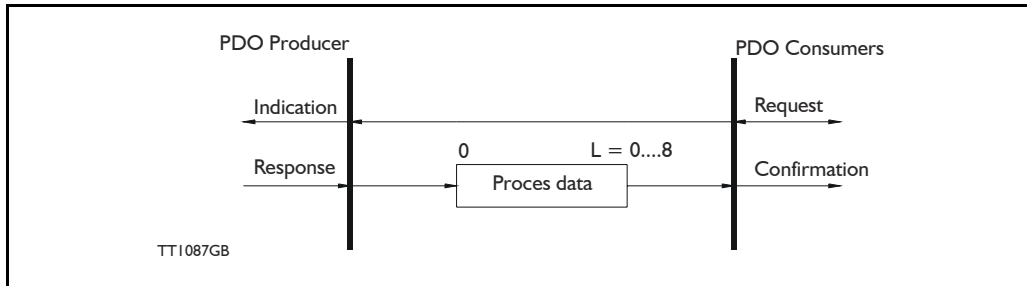 PDO Producer
PDO Consumers
Indication
Request
0
L = 0....8
Response
Proces data
Confirmation
TT1087GB